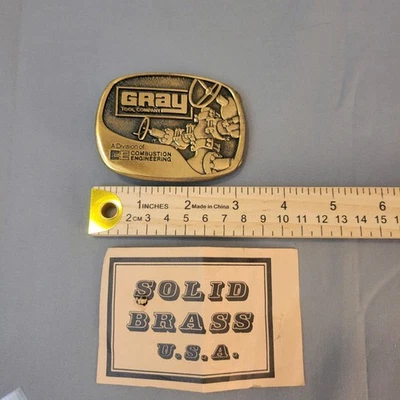 GRay
TOOL COMPANY
A Division of
CE COMBUSTION
ENGINEERING
1 INCHES 2 Made in China 3 4 5 6
2 CM 3 4 5 6 7 8 9 10 11 12 13 14 15
SOLID
BRASS
U.S.A.